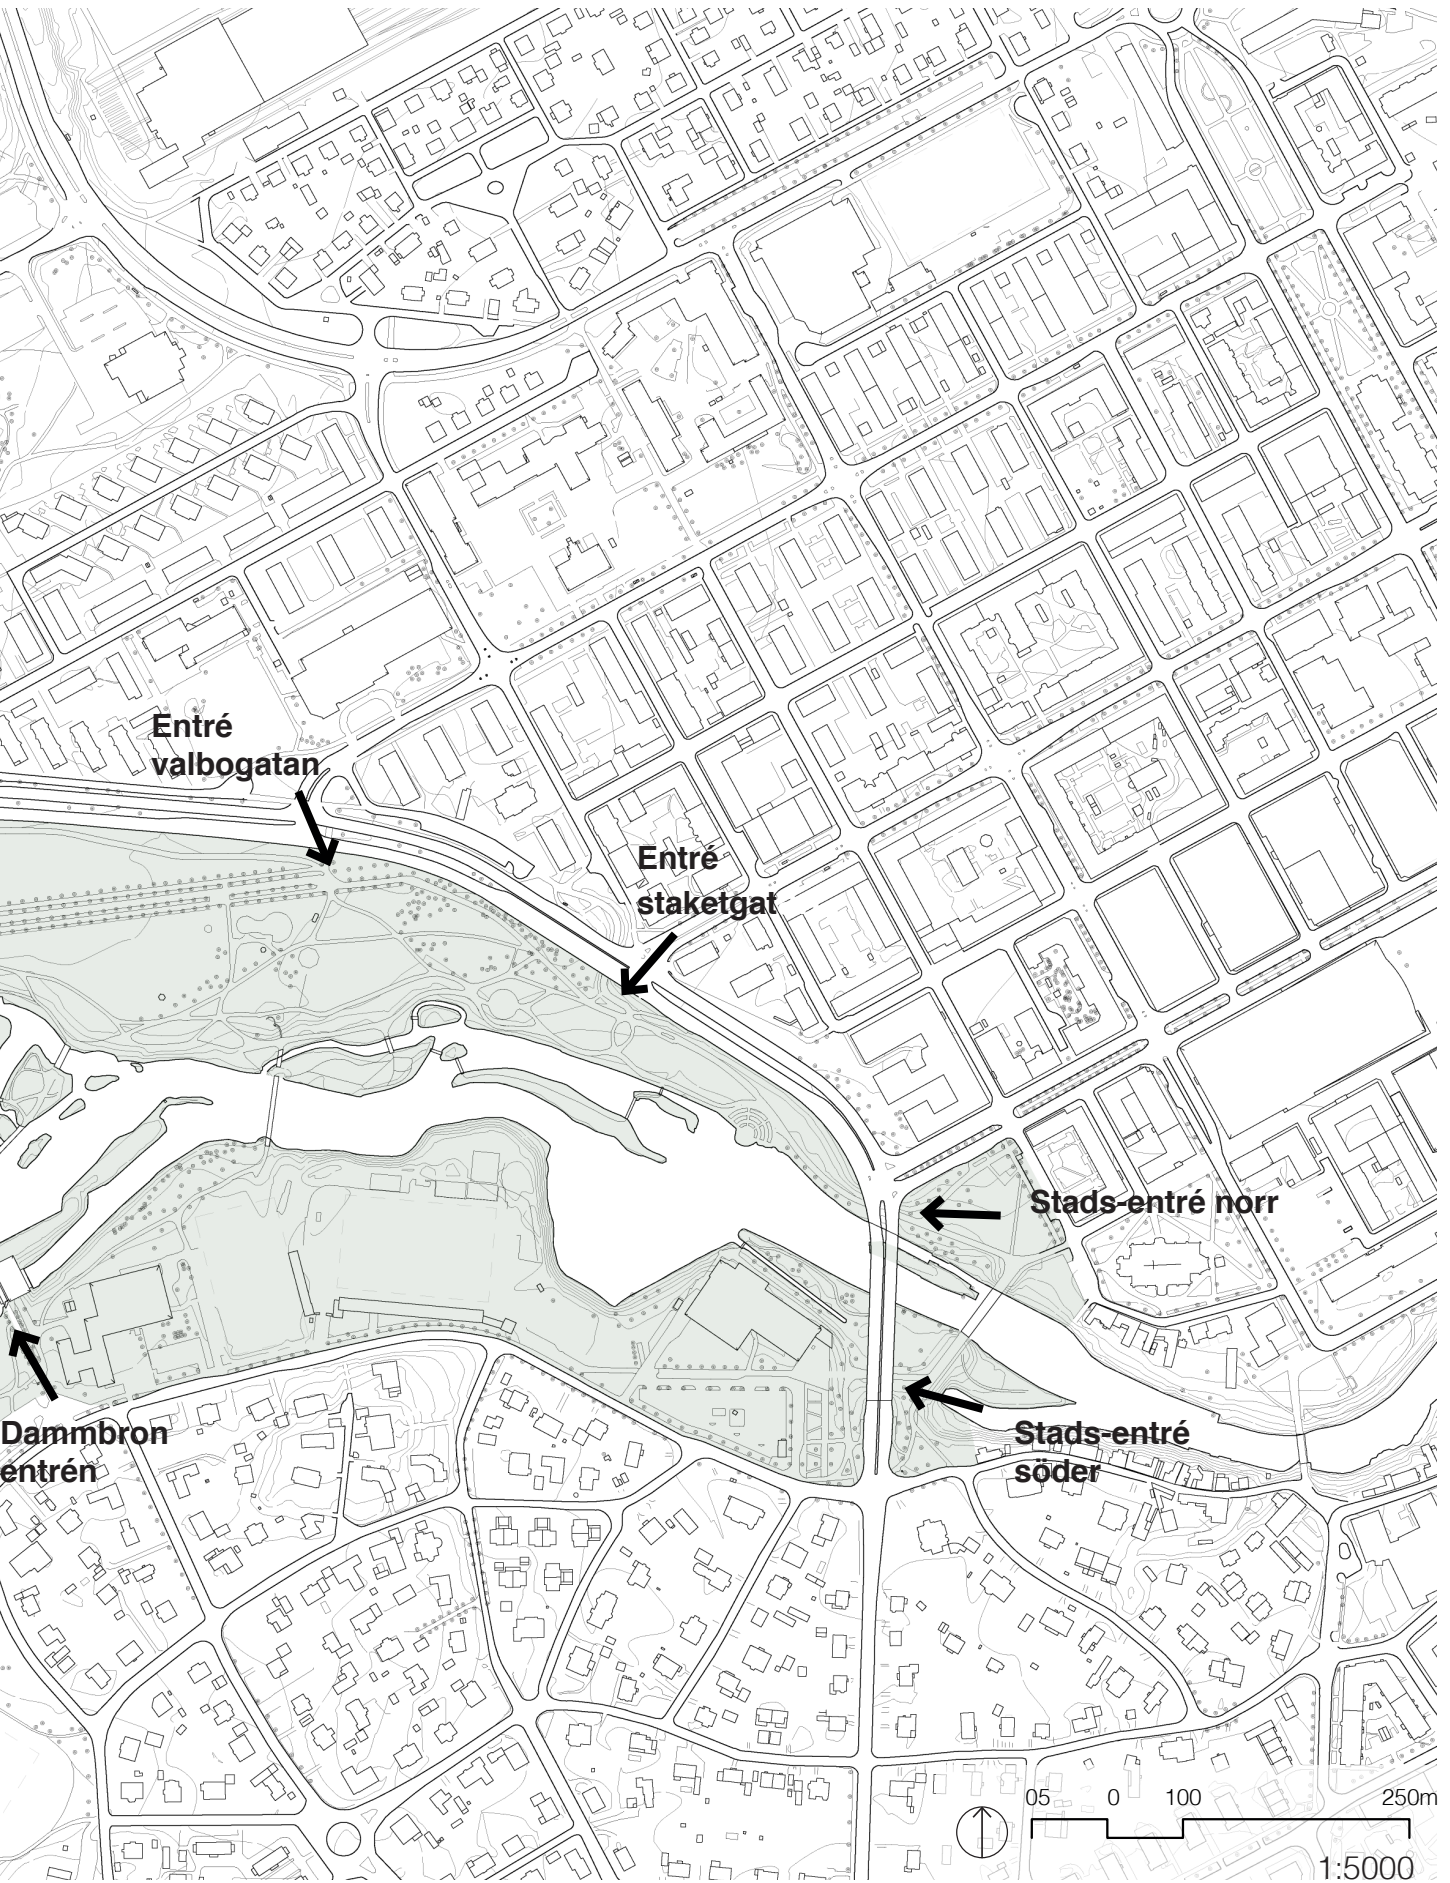 Entré
valbogatan
Entré
staketgat
Stads-entré norr
Dammbron
entrén
Stads-entré
söder
05 0 100 250m
1:5000